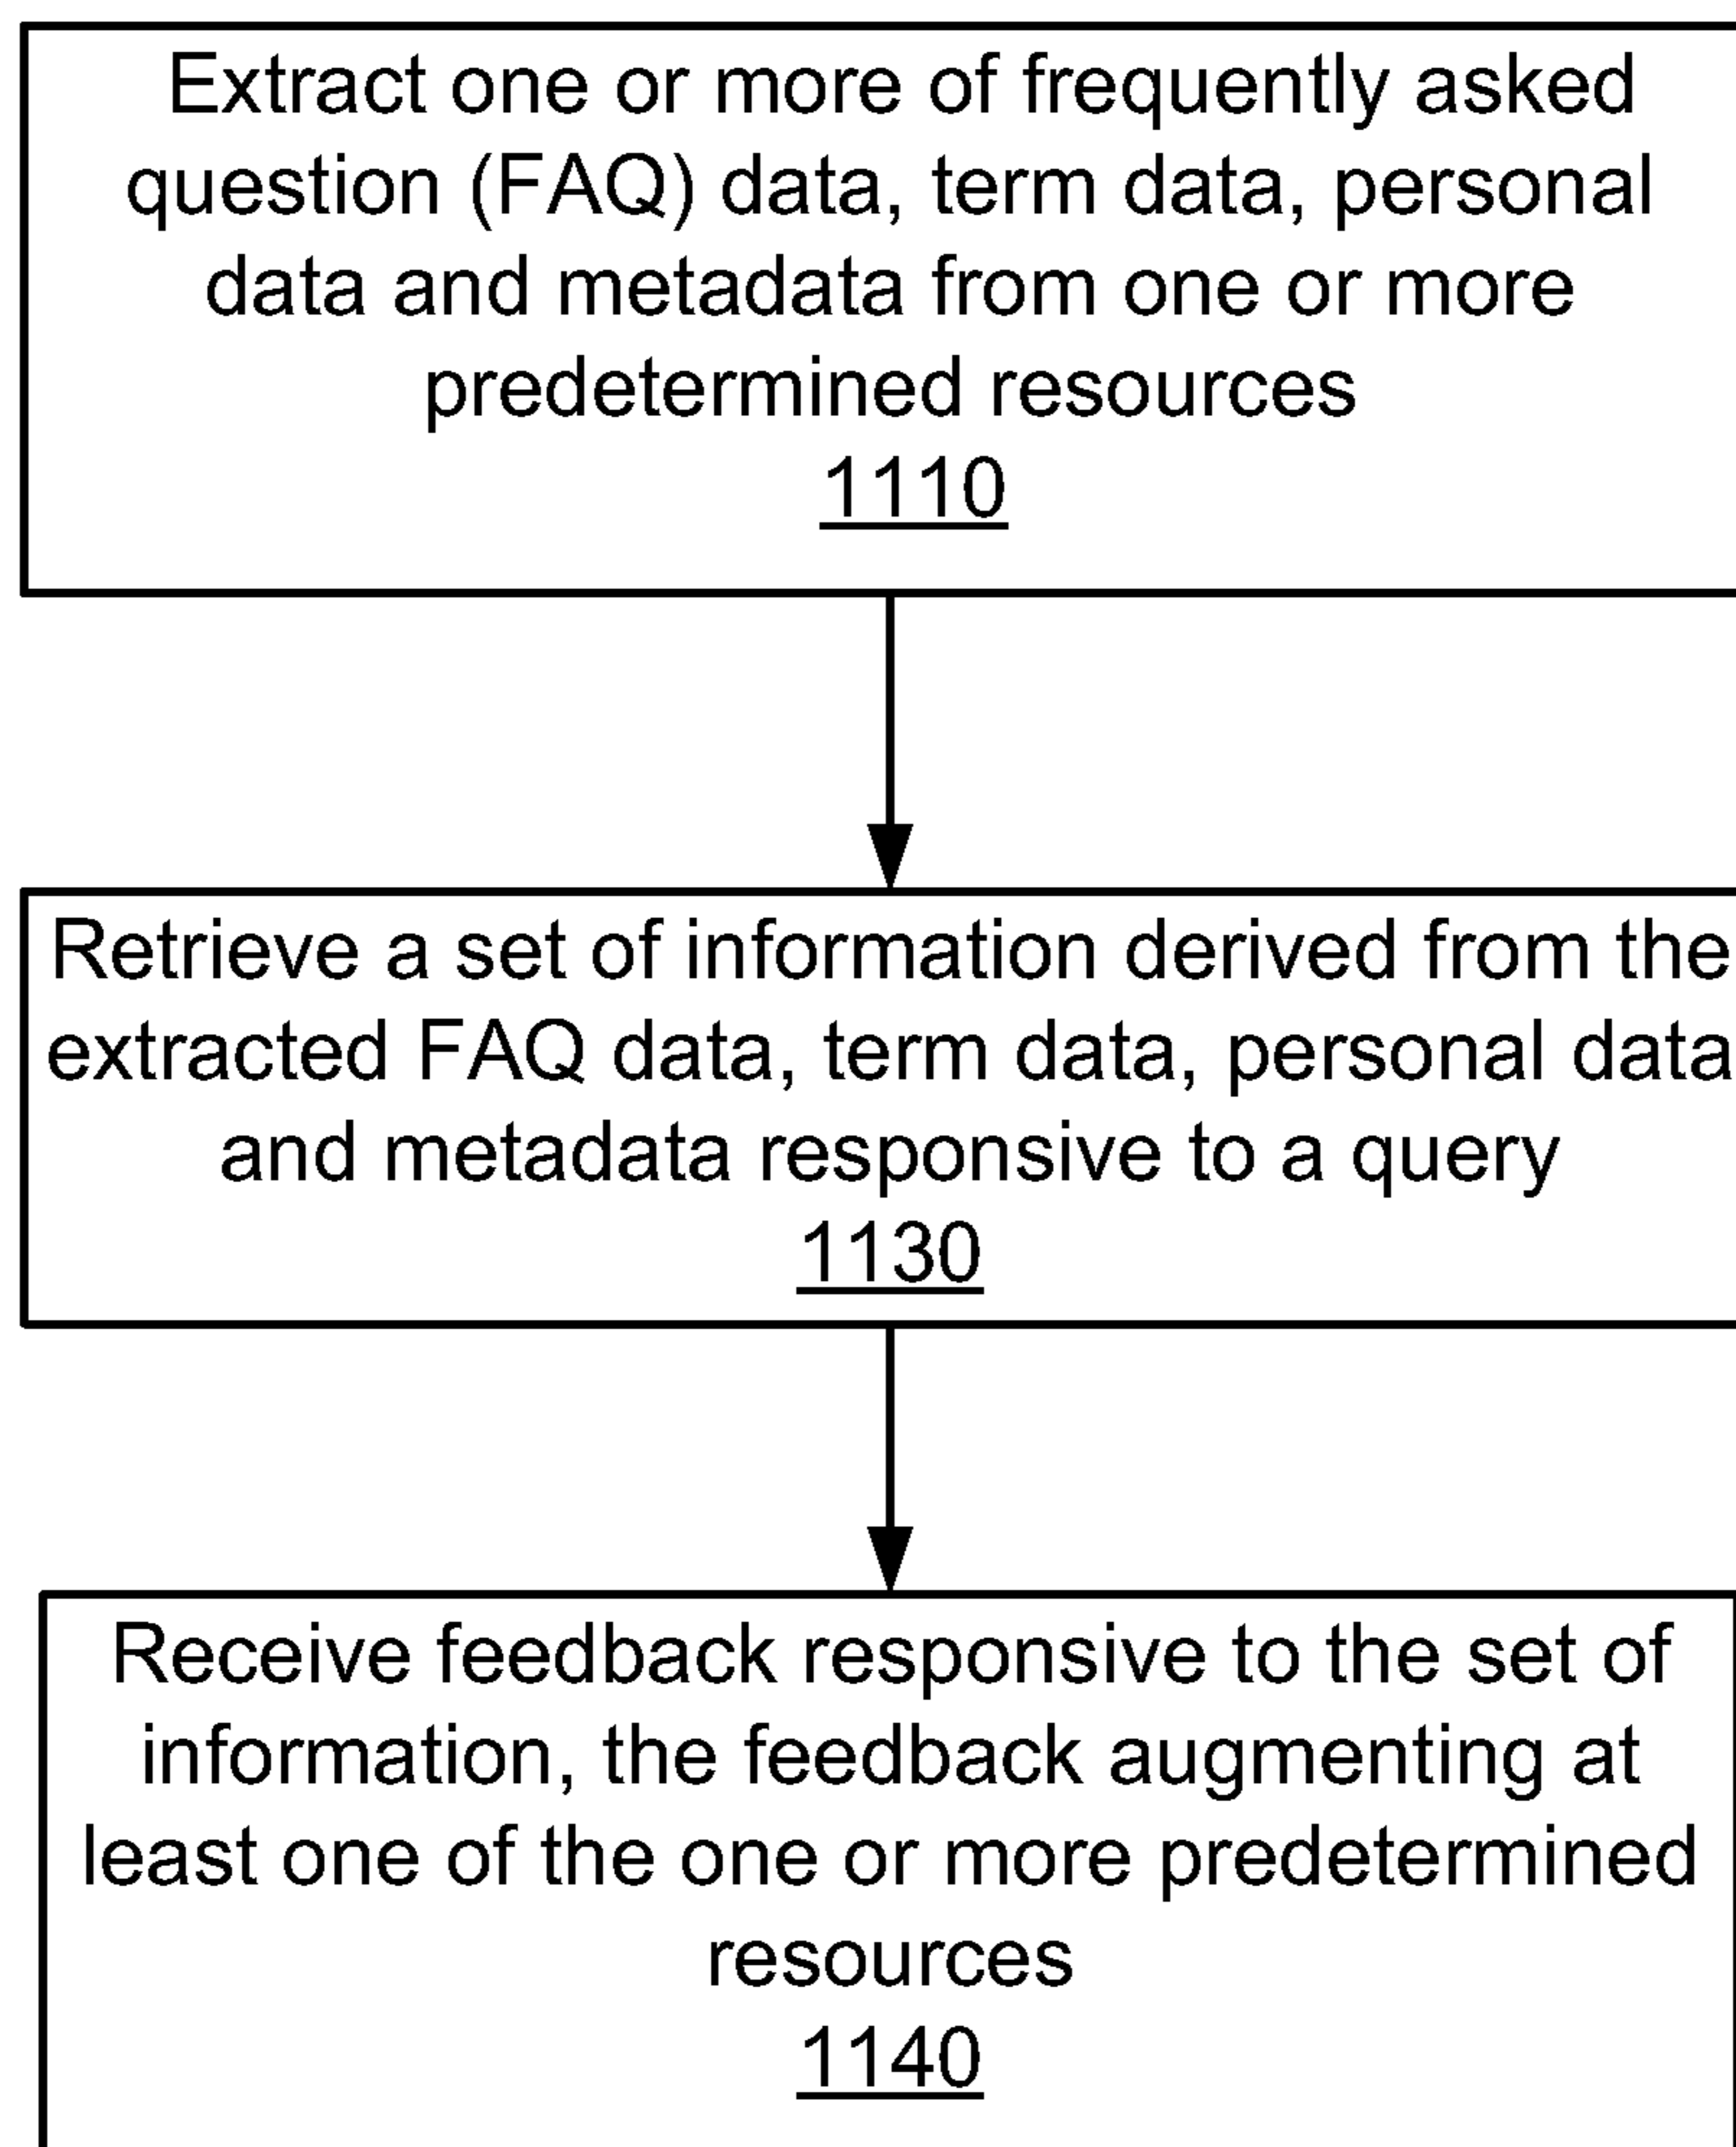 Extract one or more of frequently asked
question (FAQ) data, term data, personal
data and metadata from one or more
predetermined resources
1110
Retrieve a set of information derived from the
extracted FAQ data, term data, personal data
and metadata responsive to a query
1130
Receive feedback responsive to the set of
information, the feedback augmenting at
least one of the one or more predetermined
resources
1140